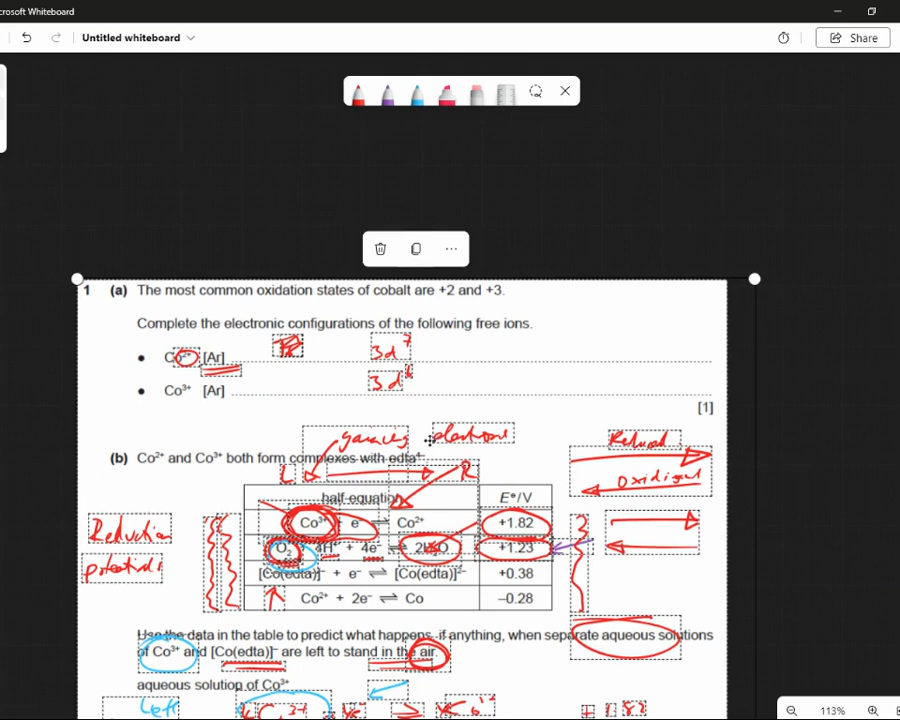 crosoft Whiteboard
Untitled whiteboard
Share
1 (a) The most common oxidation states of cobalt are +2 and +3.
Complete the electronic configurations of the following free ions.
• Co²⁺ [Ar] 3d⁷
• Co³⁺ [Ar] 3d⁶
[1]
gaining electrons
Reduced
(b) Co²⁺ and Co³⁺ both form complexes with edta⁴⁻
L R
oxidised
half-equation E°/V
Co³⁺ + e⁻ ⇌ Co²⁺ +1.82
Reduction
O₂ + 4H⁺ + 4e⁻ ⇌ 2H₂O +1.23
potentials
[Co(edta)]⁻ + e⁻ ⇌ [Co(edta)]²⁻ +0.38
Co²⁺ + 2e⁻ ⇌ Co –0.28
Use the data in the table to predict what happens, if anything, when separate aqueous solutions
of Co³⁺ and [Co(edta)]⁻ are left to stand in the air.
aqueous solution of Co³⁺
Left
+ 1.82
113%